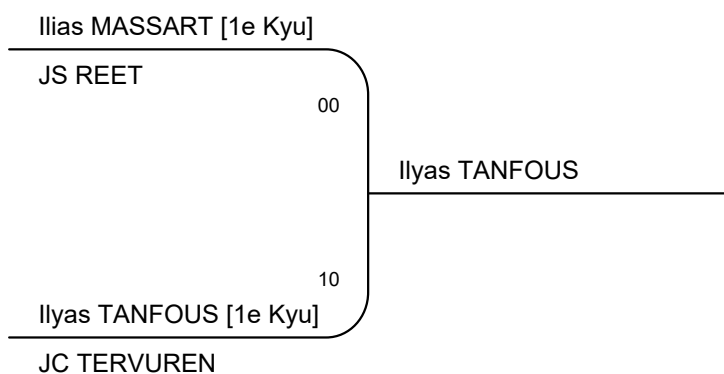 Ilias MASSART [1e Kyu]
JS REET
00
Ilyas TANFOUS
10
Ilyas TANFOUS [1e Kyu]
JC TERVUREN